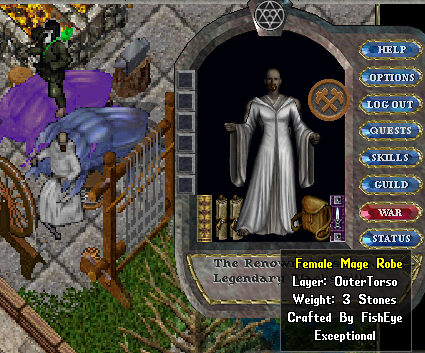 HELP
OPTIONS
LOG OUT
QUESTS
SKILLS
GUILD
WAR
STATUS
The Renow
Legendary
Female Mage Robe
Layer: OuterTorso
Weight: 3 Stones
Crafted By FishEye
Exceptional